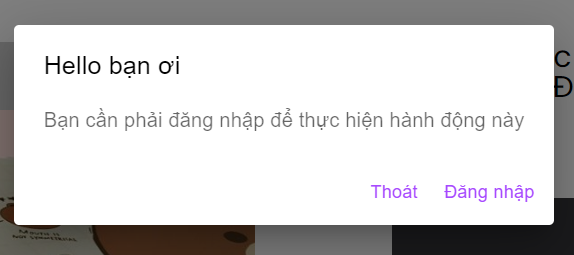 Hello bạn ơi
Bạn cần phải đăng nhập để thực hiện hành động này
Thoát Đăng nhập